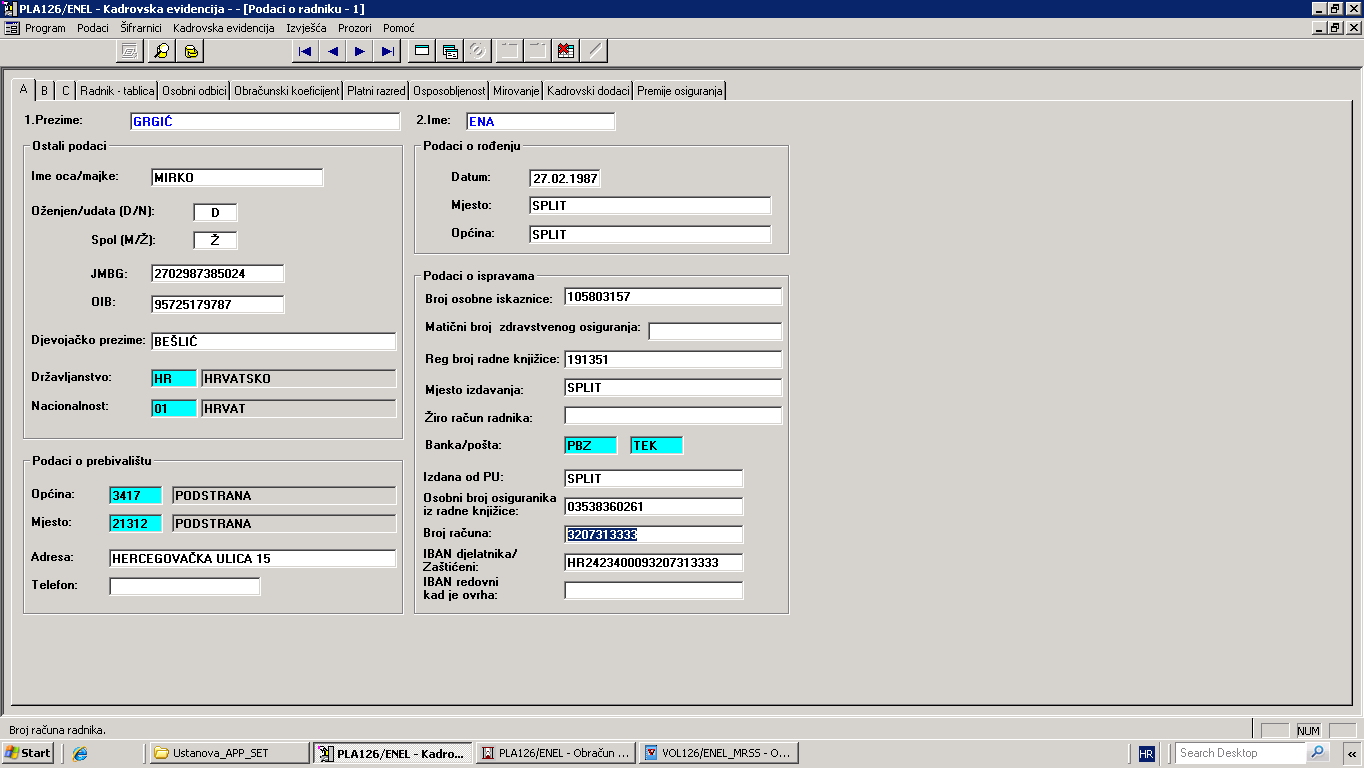 PLA126/ENEL - Kadrovska evidencija - - [Podaci o radniku - 1]
Program Podaci Šifrarnici Kadrovska evidencija Izvješća Prozori Pomoć
A B C Radnik - tablica Osobni odbici Obračunski koeficijent Platni razred Osposobljenost Mirovanje Kadrovski dodaci Premije osiguranja
1.Prezime: GRGIĆ 2.Ime: ENA
Ostali podaci
Ime oca/majke: MIRKO
Oženjen/udata (D/N): D
Spol (M/Ž): Ž
JMBG: 2702987385024
OIB: 95725179787
Djevojačko prezime: BEŠLIĆ
Državljanstvo: HR HRVATSKO
Nacionalnost: 01 HRVAT
Podaci o prebivalištu
Općina: 3417 PODSTRANA
Mjesto: 21312 PODSTRANA
Adresa: HERCEGOVAČKA ULICA 15
Telefon:
Podaci o rođenju
Datum: 27.02.1987
Mjesto: SPLIT
Općina: SPLIT
Podaci o ispravama
Broj osobne iskaznice: 105803157
Matični broj zdravstvenog osiguranja:
Reg broj radne knjižice: 191351
Mjesto izdavanja: SPLIT
Žiro račun radnika:
Banka/pošta: PBZ TEK
Izdana od PU: SPLIT
Osobni broj osiguranika
iz radne knjižice: 03538360261
Broj računa: 3207313333
IBAN djelatnika/
Zaštićeni: HR2423400093207313333
IBAN redovni
kad je ovrha:
Broj računa radnika.
NUM
Start Ustanova_APP_SET PLA126/ENEL - Kadro... PLA126/ENEL - Obračun ... VOL126/ENEL_MRSS - O... HR Search Desktop «